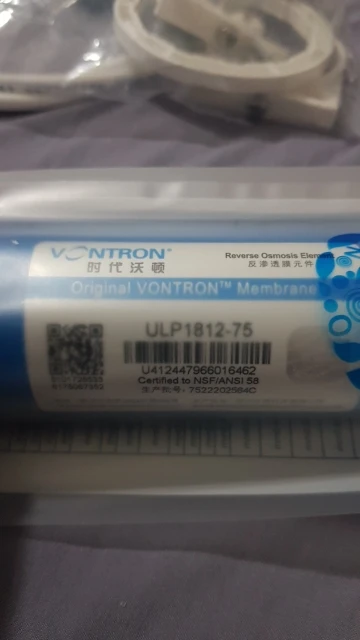 VONTRON®
时代沃顿
Reverse Osmosis Element
反渗透膜元件
Original VONTRON™ Membrane
ULP1812-75
U412447966016462
Certified to NSF/ANSI 58
生产批号: 7522202584C